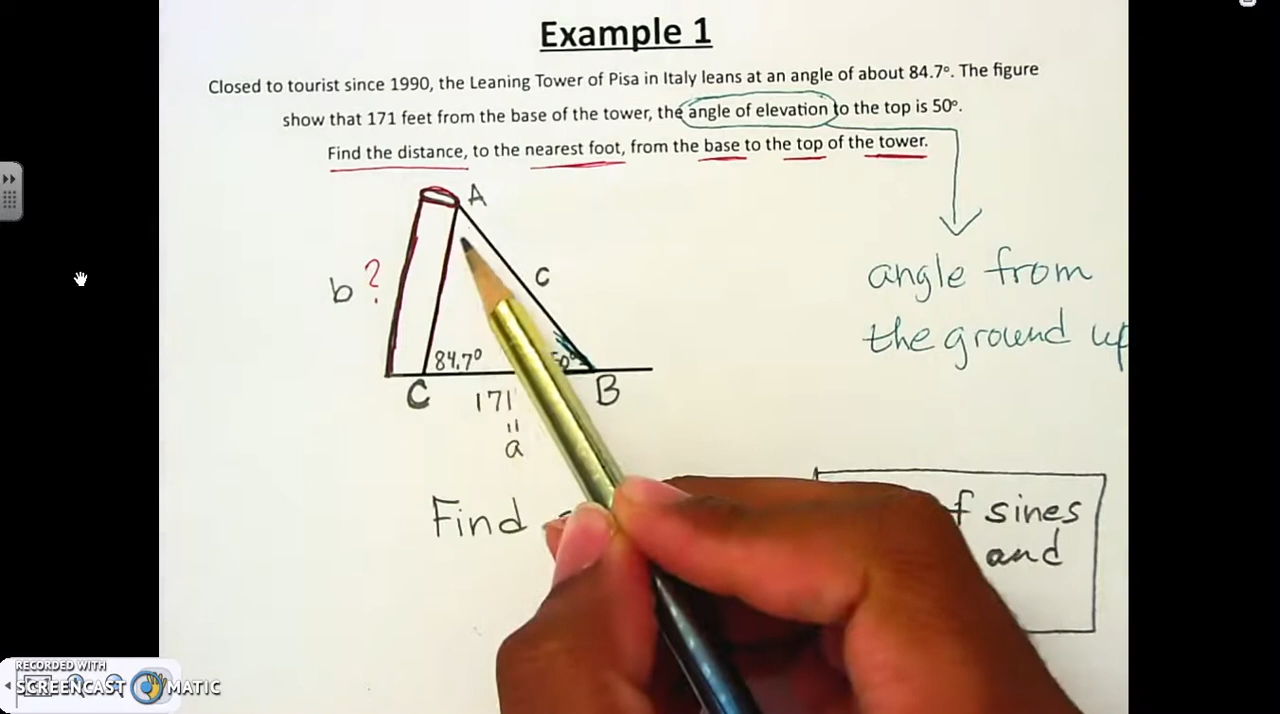 Example 1
Closed to tourist since 1990, the Leaning Tower of Pisa in Italy leans at an angle of about 84.7°. The figure
show that 171 feet from the base of the tower, the angle of elevation to the top is 50°.
Find the distance, to the nearest foot, from the base to the top of the tower.
A
b ?
c
angle from
the ground up
84.7°
50°
C
171
B
"
a
Find
f sines
and
RECORDED WITH
SCREENCAST MATIC